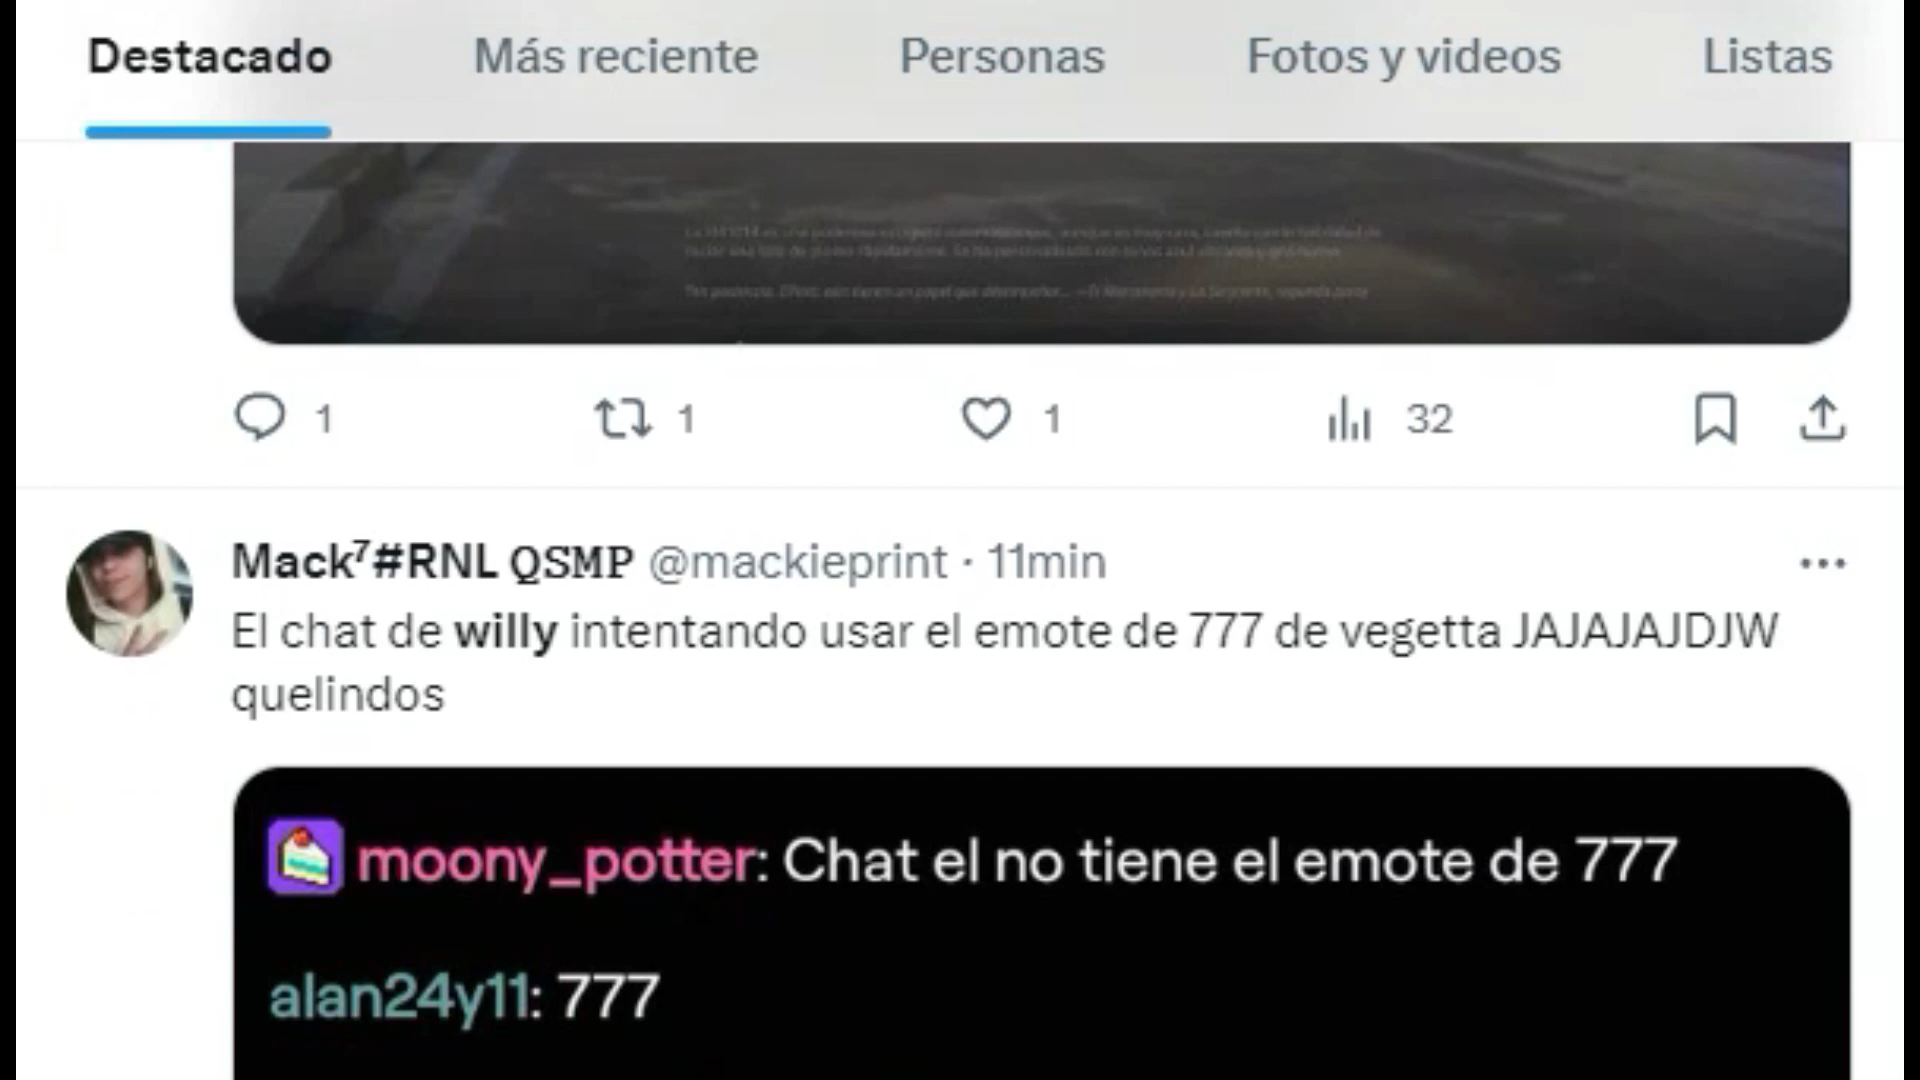 Destacado Más reciente Personas Fotos y videos Listas
1 1 1 32
Mack⁷#RNL QSMP @mackieprint · 11min
El chat de willy intentando usar el emote de 777 de vegetta JAJAJAJDJW
quelindos
moony_potter: Chat el no tiene el emote de 777
alan24y11: 777